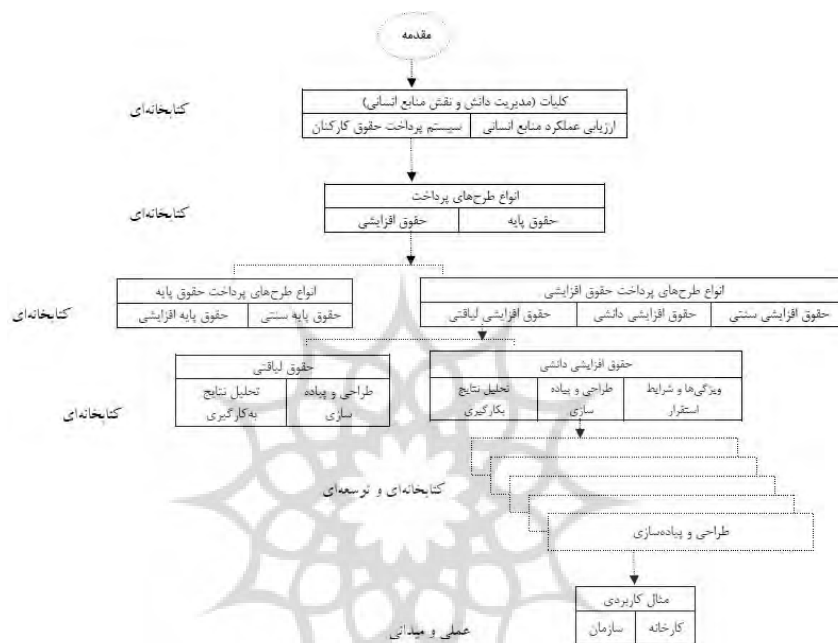 مقدمه
کلیات (مدیریت دانش و نقش منابع انسانی)
کتابخانه‌ای
ارزیابی عملکرد منابع انسانی
سیستم پرداخت حقوق کارکنان
انواع طرح‌های پرداخت
کتابخانه‌ای
حقوق پایه
حقوق افزایشی
انواع طرح‌های پرداخت حقوق افزایشی
انواع طرح‌های پرداخت حقوق پایه
کتابخانه‌ای
حقوق افزایشی سنتی
حقوق افزایشی دانشی
حقوق افزایشی لیاقتی
حقوق پایه سنتی
حقوق پایه افزایشی
حقوق افزایشی دانشی
حقوق لیاقتی
ویژگی‌ها و شرایط
استقرار
طراحی و پیاده
سازی
تحلیل نتایج
بکارگیری
طراحی و پیاده
سازی
تحلیل نتایج
به‌کارگیری
کتابخانه‌ای
کتابخانه‌ای و توسعه‌ای
طراحی و پیاده‌سازی
مثال کاربردی
کارخانه
سازمان
عملی و میدانی